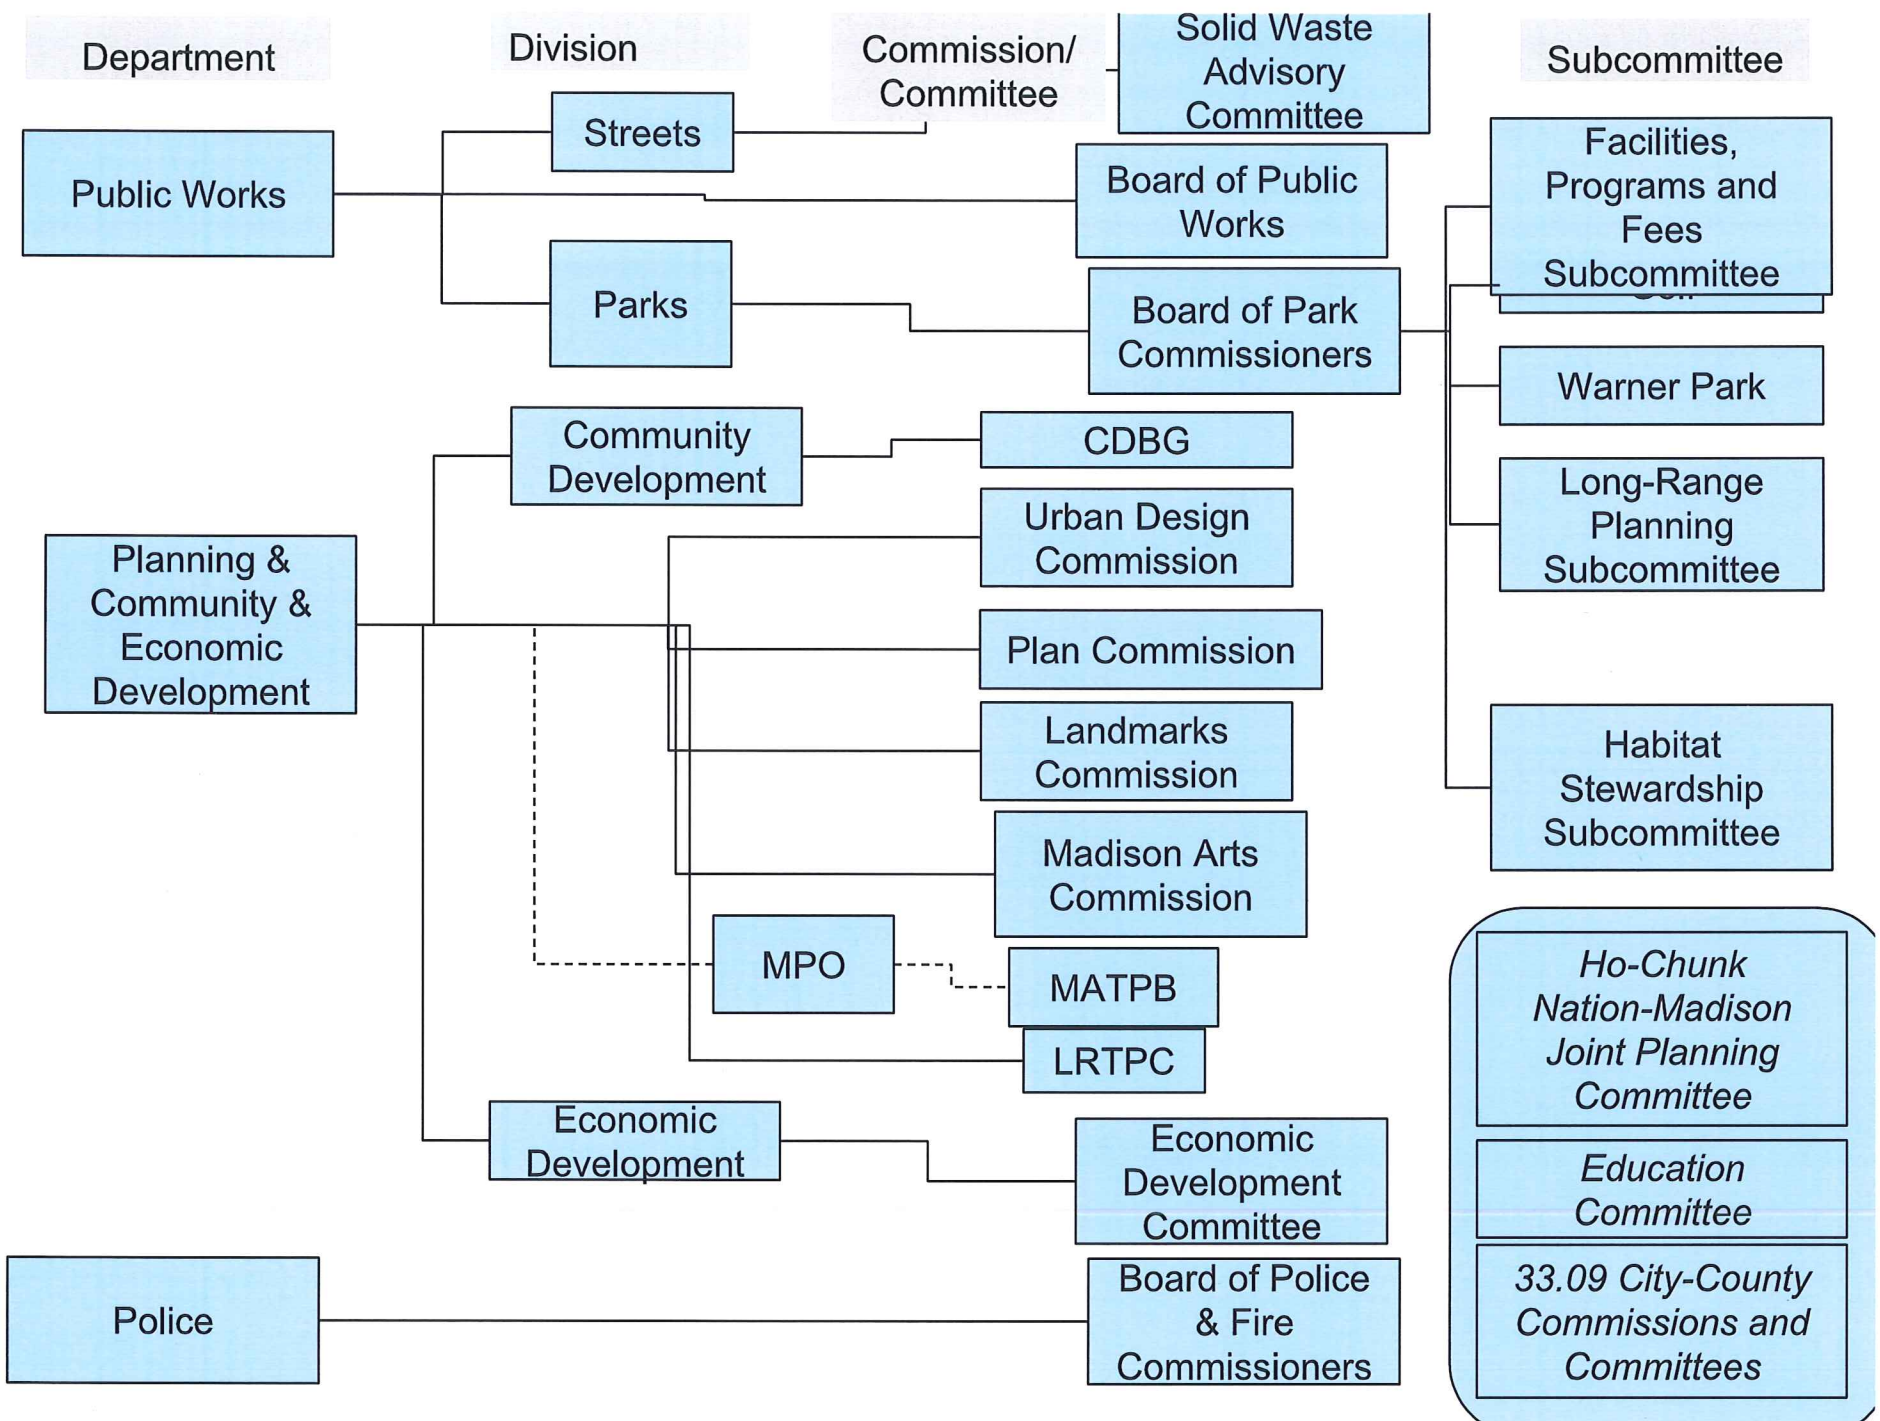 Department
Division
Commission/
Committee
Solid Waste
Advisory
Committee
Subcommittee
Public Works
Streets
Board of Public
Works
Facilities,
Programs and
Fees
Subcommittee
Parks
Board of Park
Commissioners
Warner Park
Community
Development
CDBG
Long-Range
Planning
Subcommittee
Planning &
Community &
Economic
Development
Urban Design
Commission
Plan Commission
Landmarks
Commission
Habitat
Stewardship
Subcommittee
Madison Arts
Commission
MPO
MATPB
LRTPC
Ho-Chunk
Nation-Madison
Joint Planning
Committee
Economic
Development
Economic
Development
Committee
Education
Committee
Police
Board of Police
& Fire
Commissioners
33.09 City-County
Commissions and
Committees